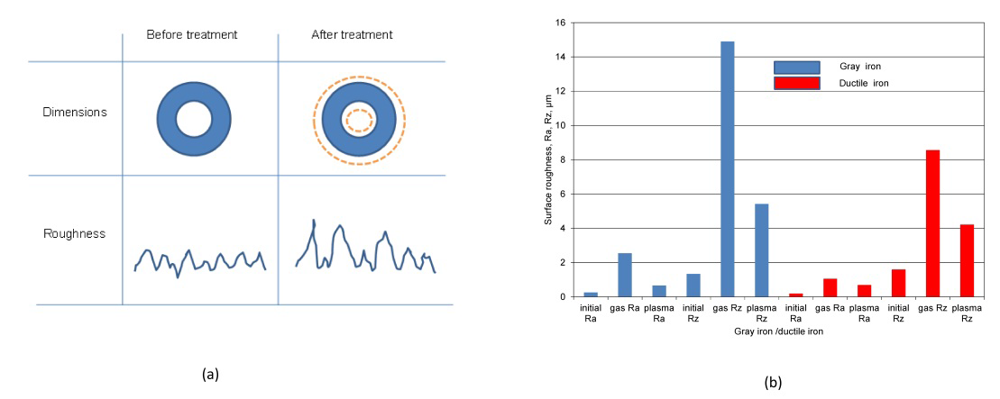 Before treatment
After treatment
Dimensions
Roughness
(a)
16
14
12
10
8
6
4
2
0
Surface roughness, Ra, Rz, µm
Gray iron
Ductile iron
initial Ra
gas Ra
plasma Ra
initial Rz
gas Rz
plasma Rz
initial Ra
gas Ra
plasma Ra
initial Rz
gas Rz
plasma Rz
Gray iron /ductile iron
(b)